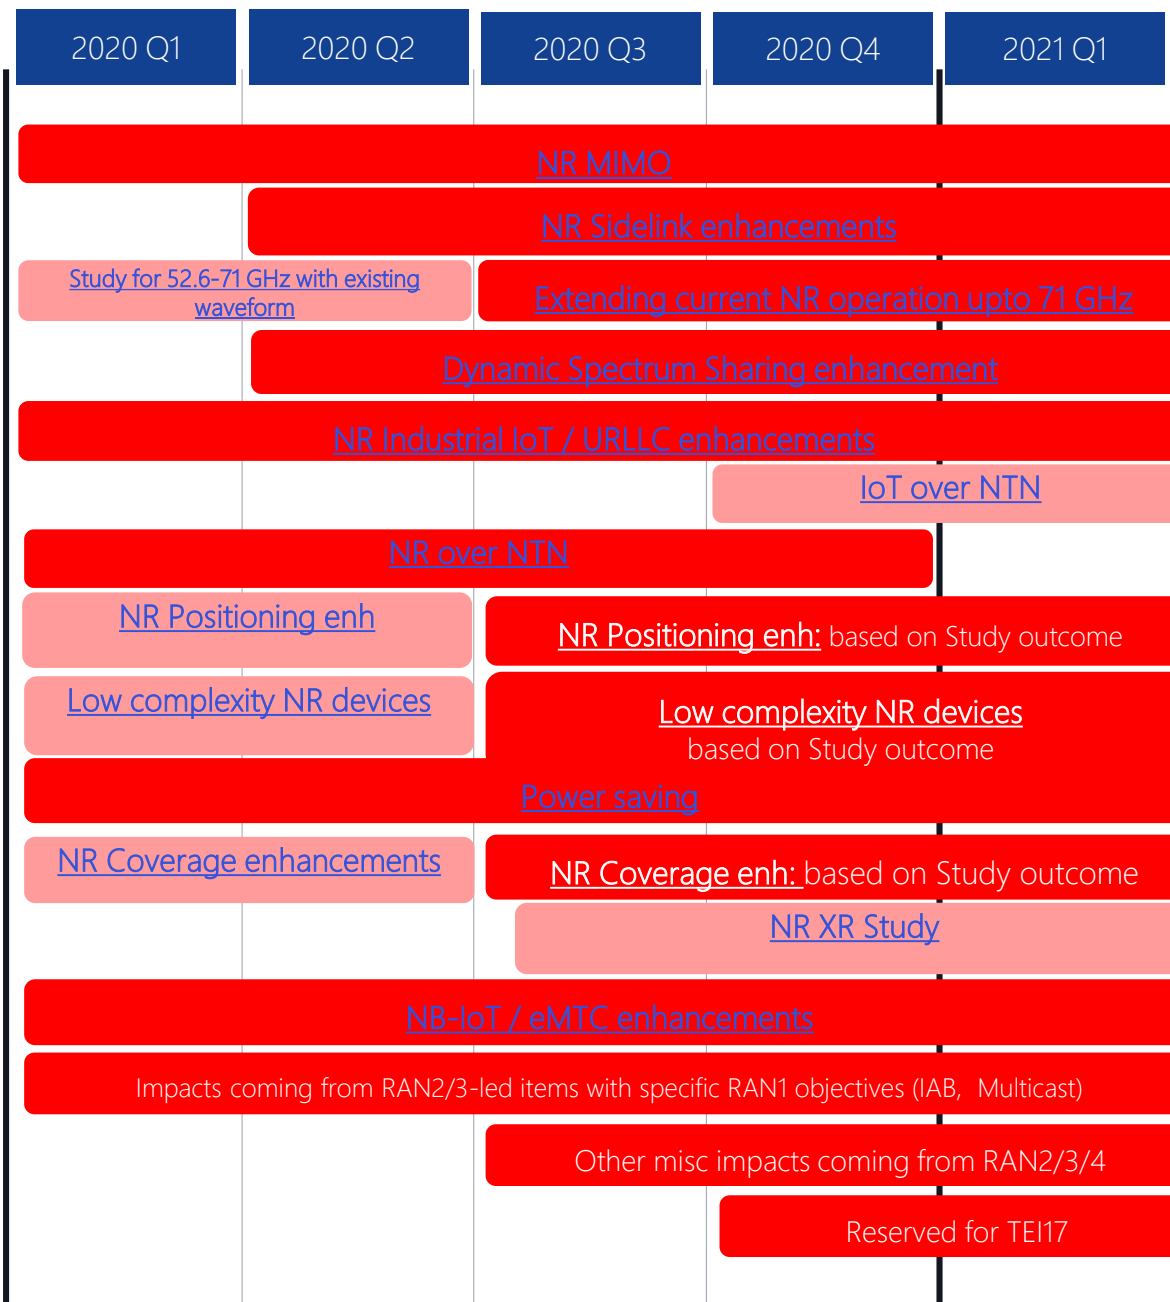 2020 Q1
2020 Q2
2020 Q3
2020 Q4
2021 Q1
NR MIMO
NR Sidelink enhancements
Study for 52.6-71 GHz with existing
waveform
Extending current NR operation upto 71 GHz
Dynamic Spectrum Sharing enhancement
NR Industrial IoT / URLLC enhancements
IoT over NTN
NR over NTN
NR Positioning enh
NR Positioning enh: based on Study outcome
Low complexity NR devices
Low complexity NR devices
based on Study outcome
Power saving
NR Coverage enhancements
NR Coverage enh: based on Study outcome
NR XR Study
NB-IoT / eMTC enhancements
Impacts coming from RAN2/3-led items with specific RAN1 objectives (IAB, Multicast)
Other misc impacts coming from RAN2/3/4
Reserved for TEI17